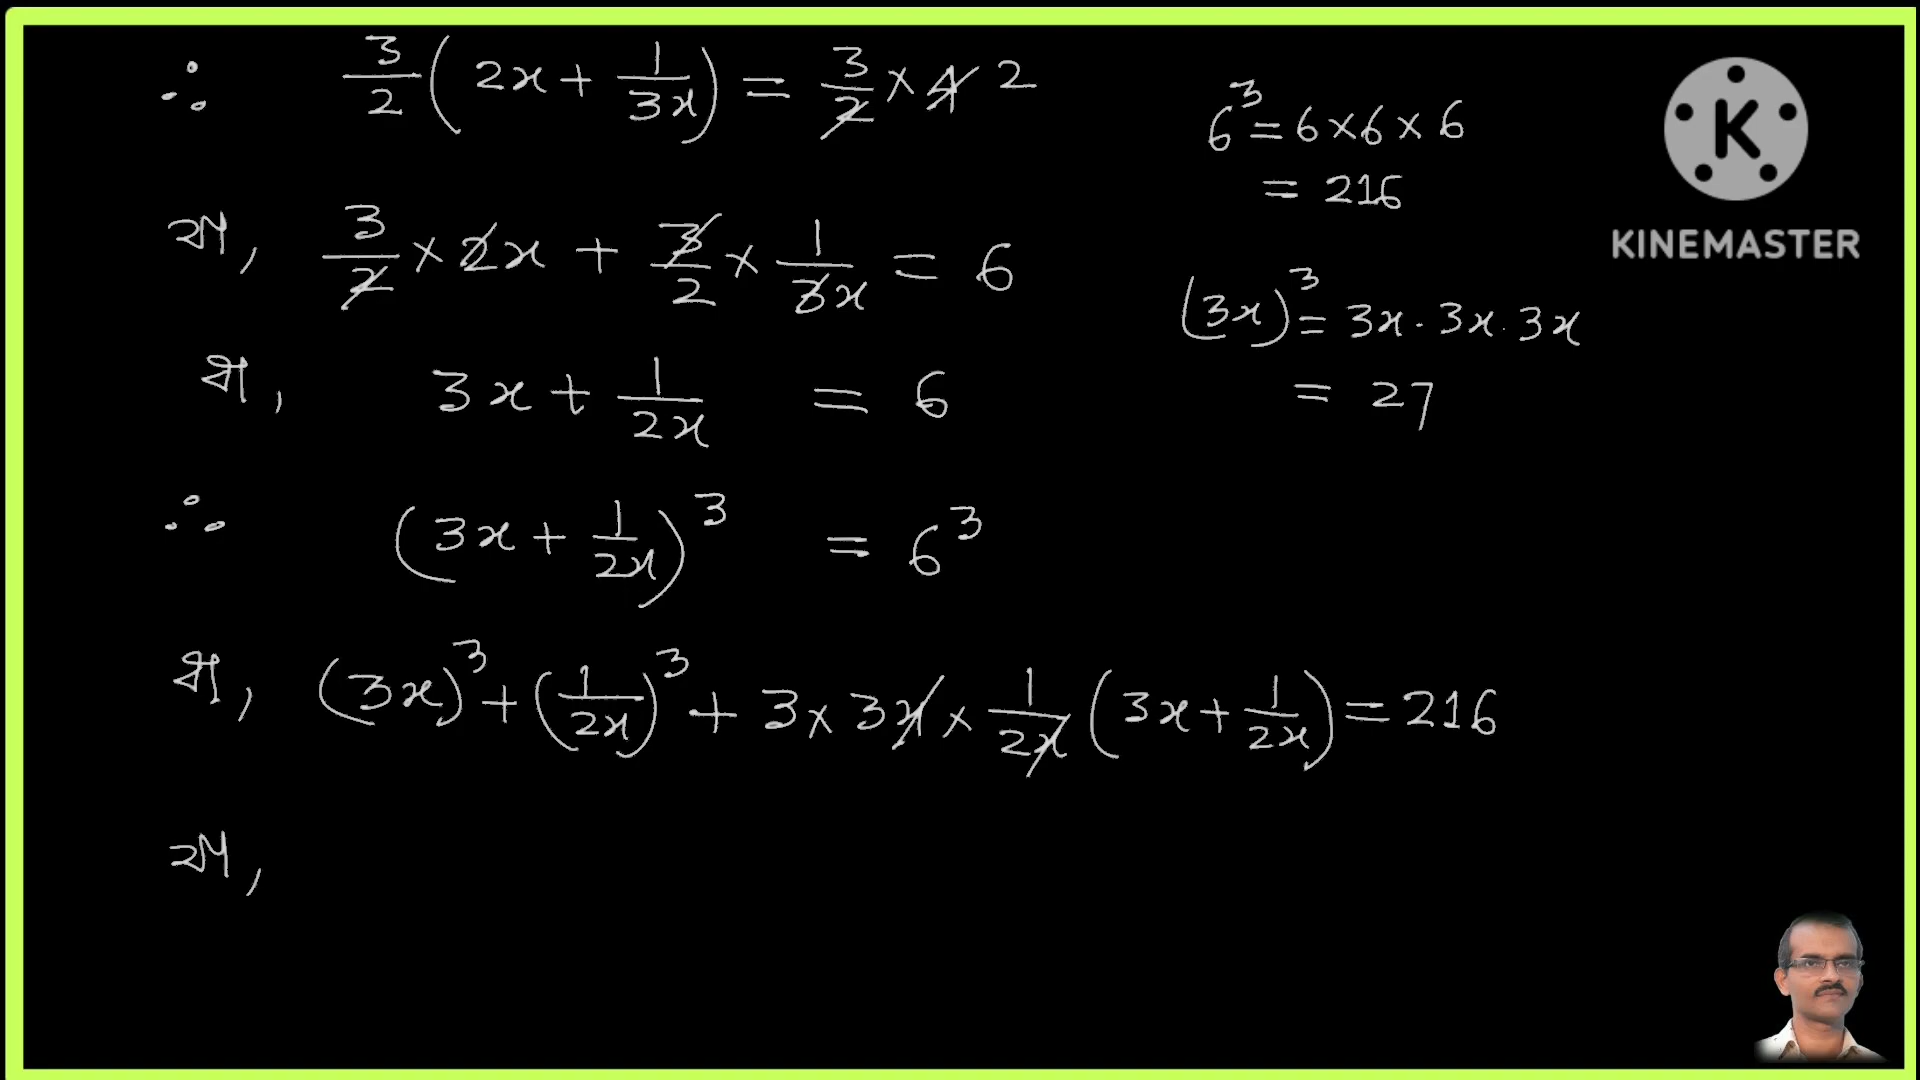 ∴ 3/2 (2x + 1/3x) = 3/2 × 4 2
বা, 3/2 × 2x + 3/2 × 1/3x = 6
বা, 3x + 1/2x = 6
∴ (3x + 1/2x)³ = 6³
বা, (3x)³ + (1/2x)³ + 3 × 3x × 1/2x (3x + 1/2x) = 216
বা,
6³ = 6 × 6 × 6
= 216
(3x)³ = 3x . 3x . 3x
= 27
K
KINEMASTER